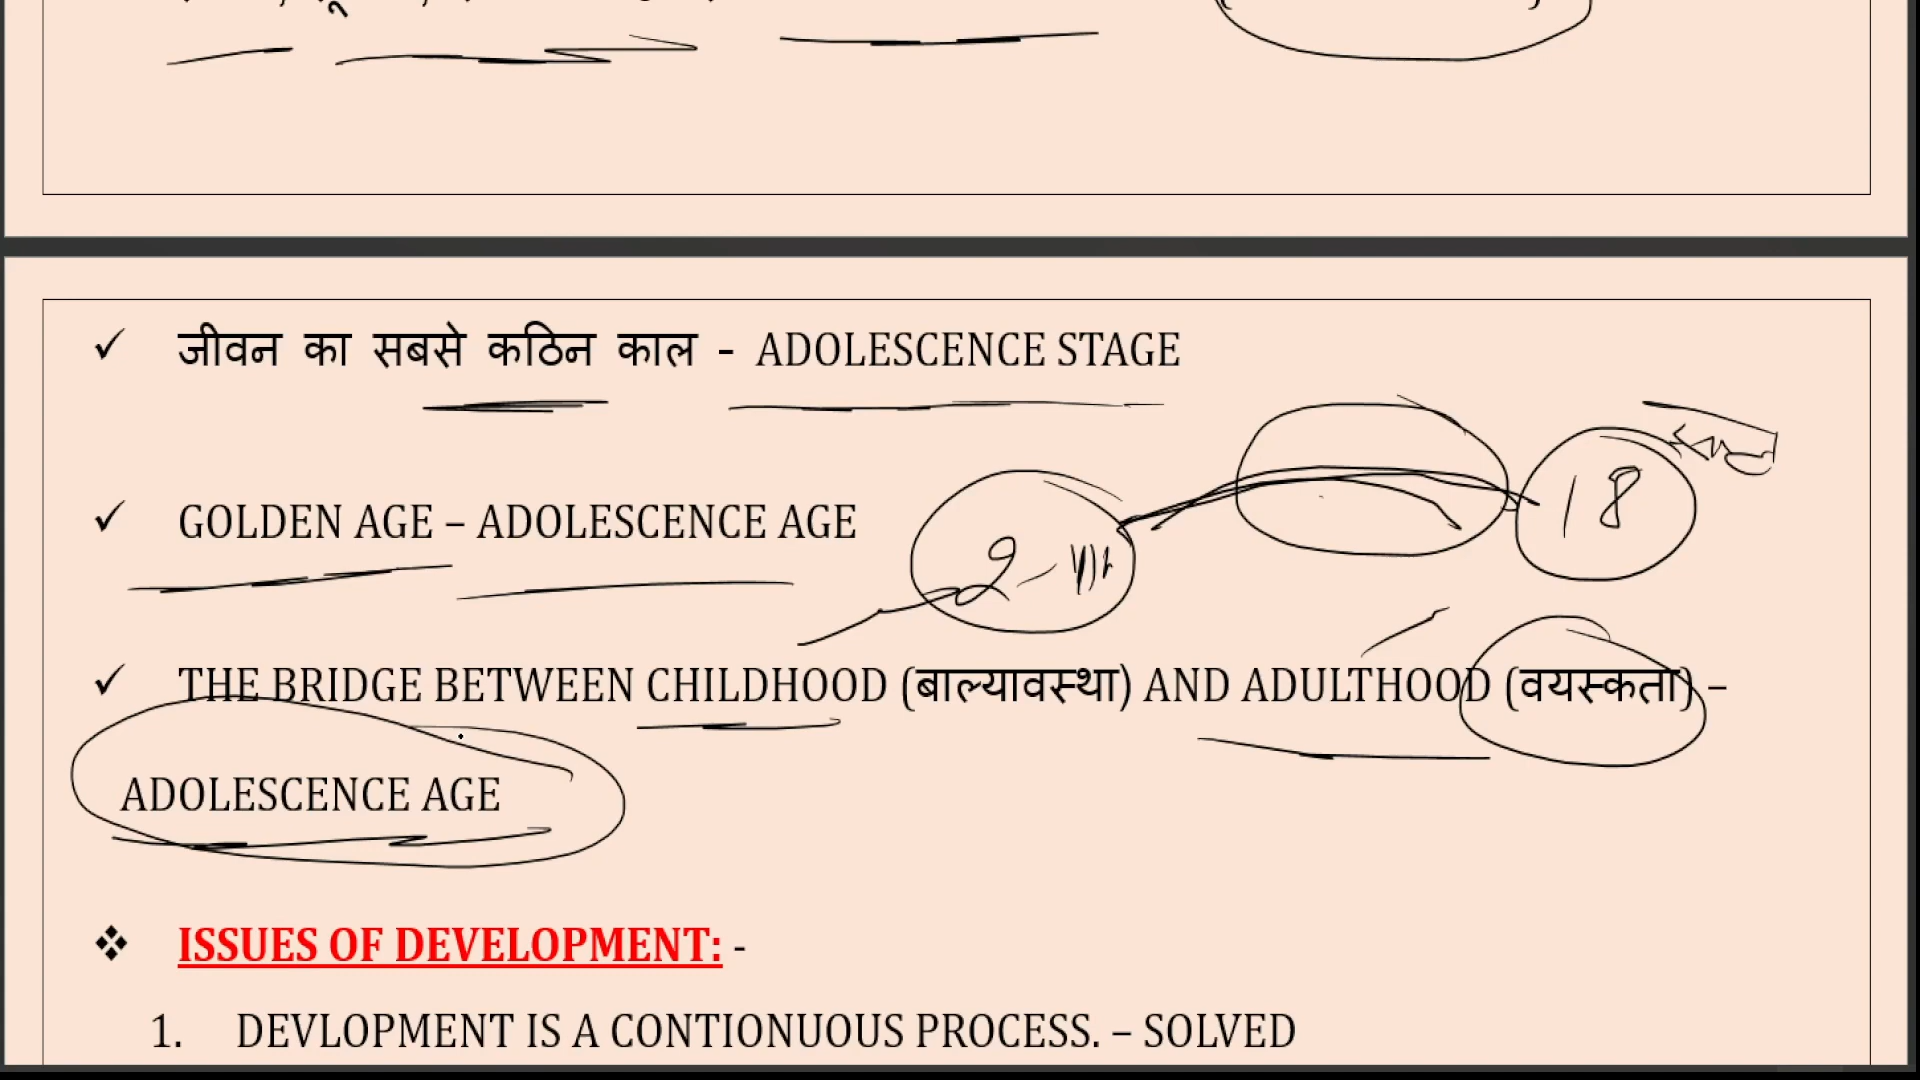 जीवन का सबसे कठिन काल - ADOLESCENCE STAGE
18
GOLDEN AGE – ADOLESCENCE AGE
2-
THE BRIDGE BETWEEN CHILDHOOD (बाल्यावस्था) AND ADULTHOOD (वयस्कता) –
ADOLESCENCE AGE
ISSUES OF DEVELOPMENT: -
1. DEVLOPMENT IS A CONTIONUOUS PROCESS. – SOLVED